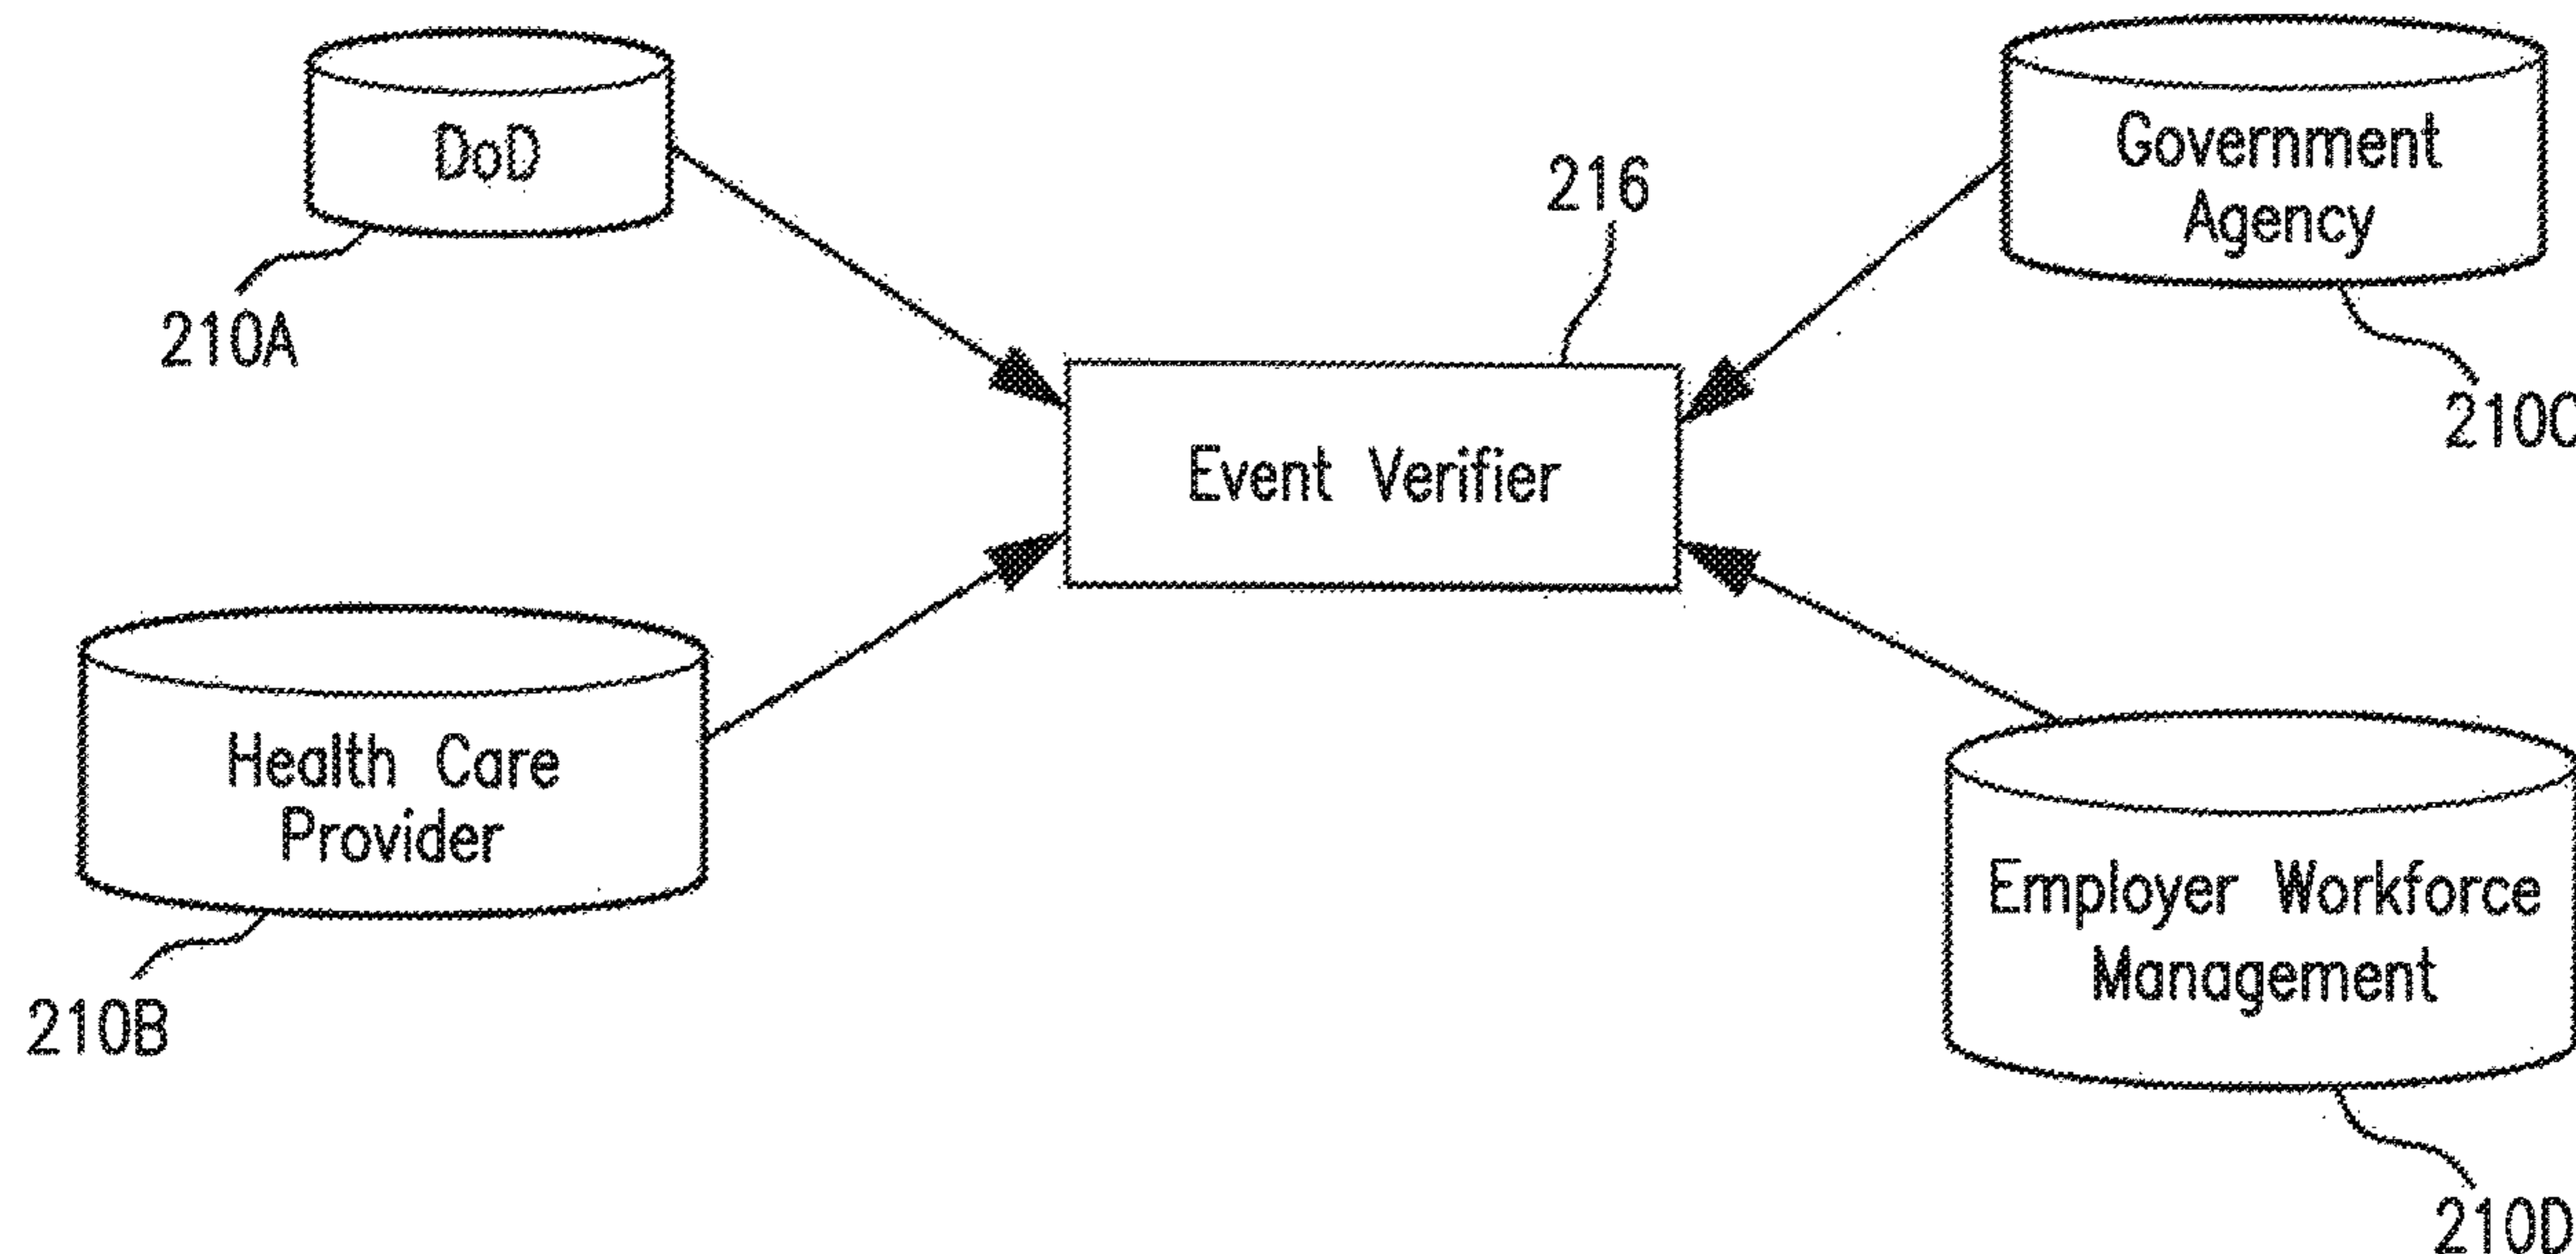 DoD
210A
216
Government
Agency
210C
Event Verifier
Health Care
Provider
210B
Employer Workforce
Management
210D